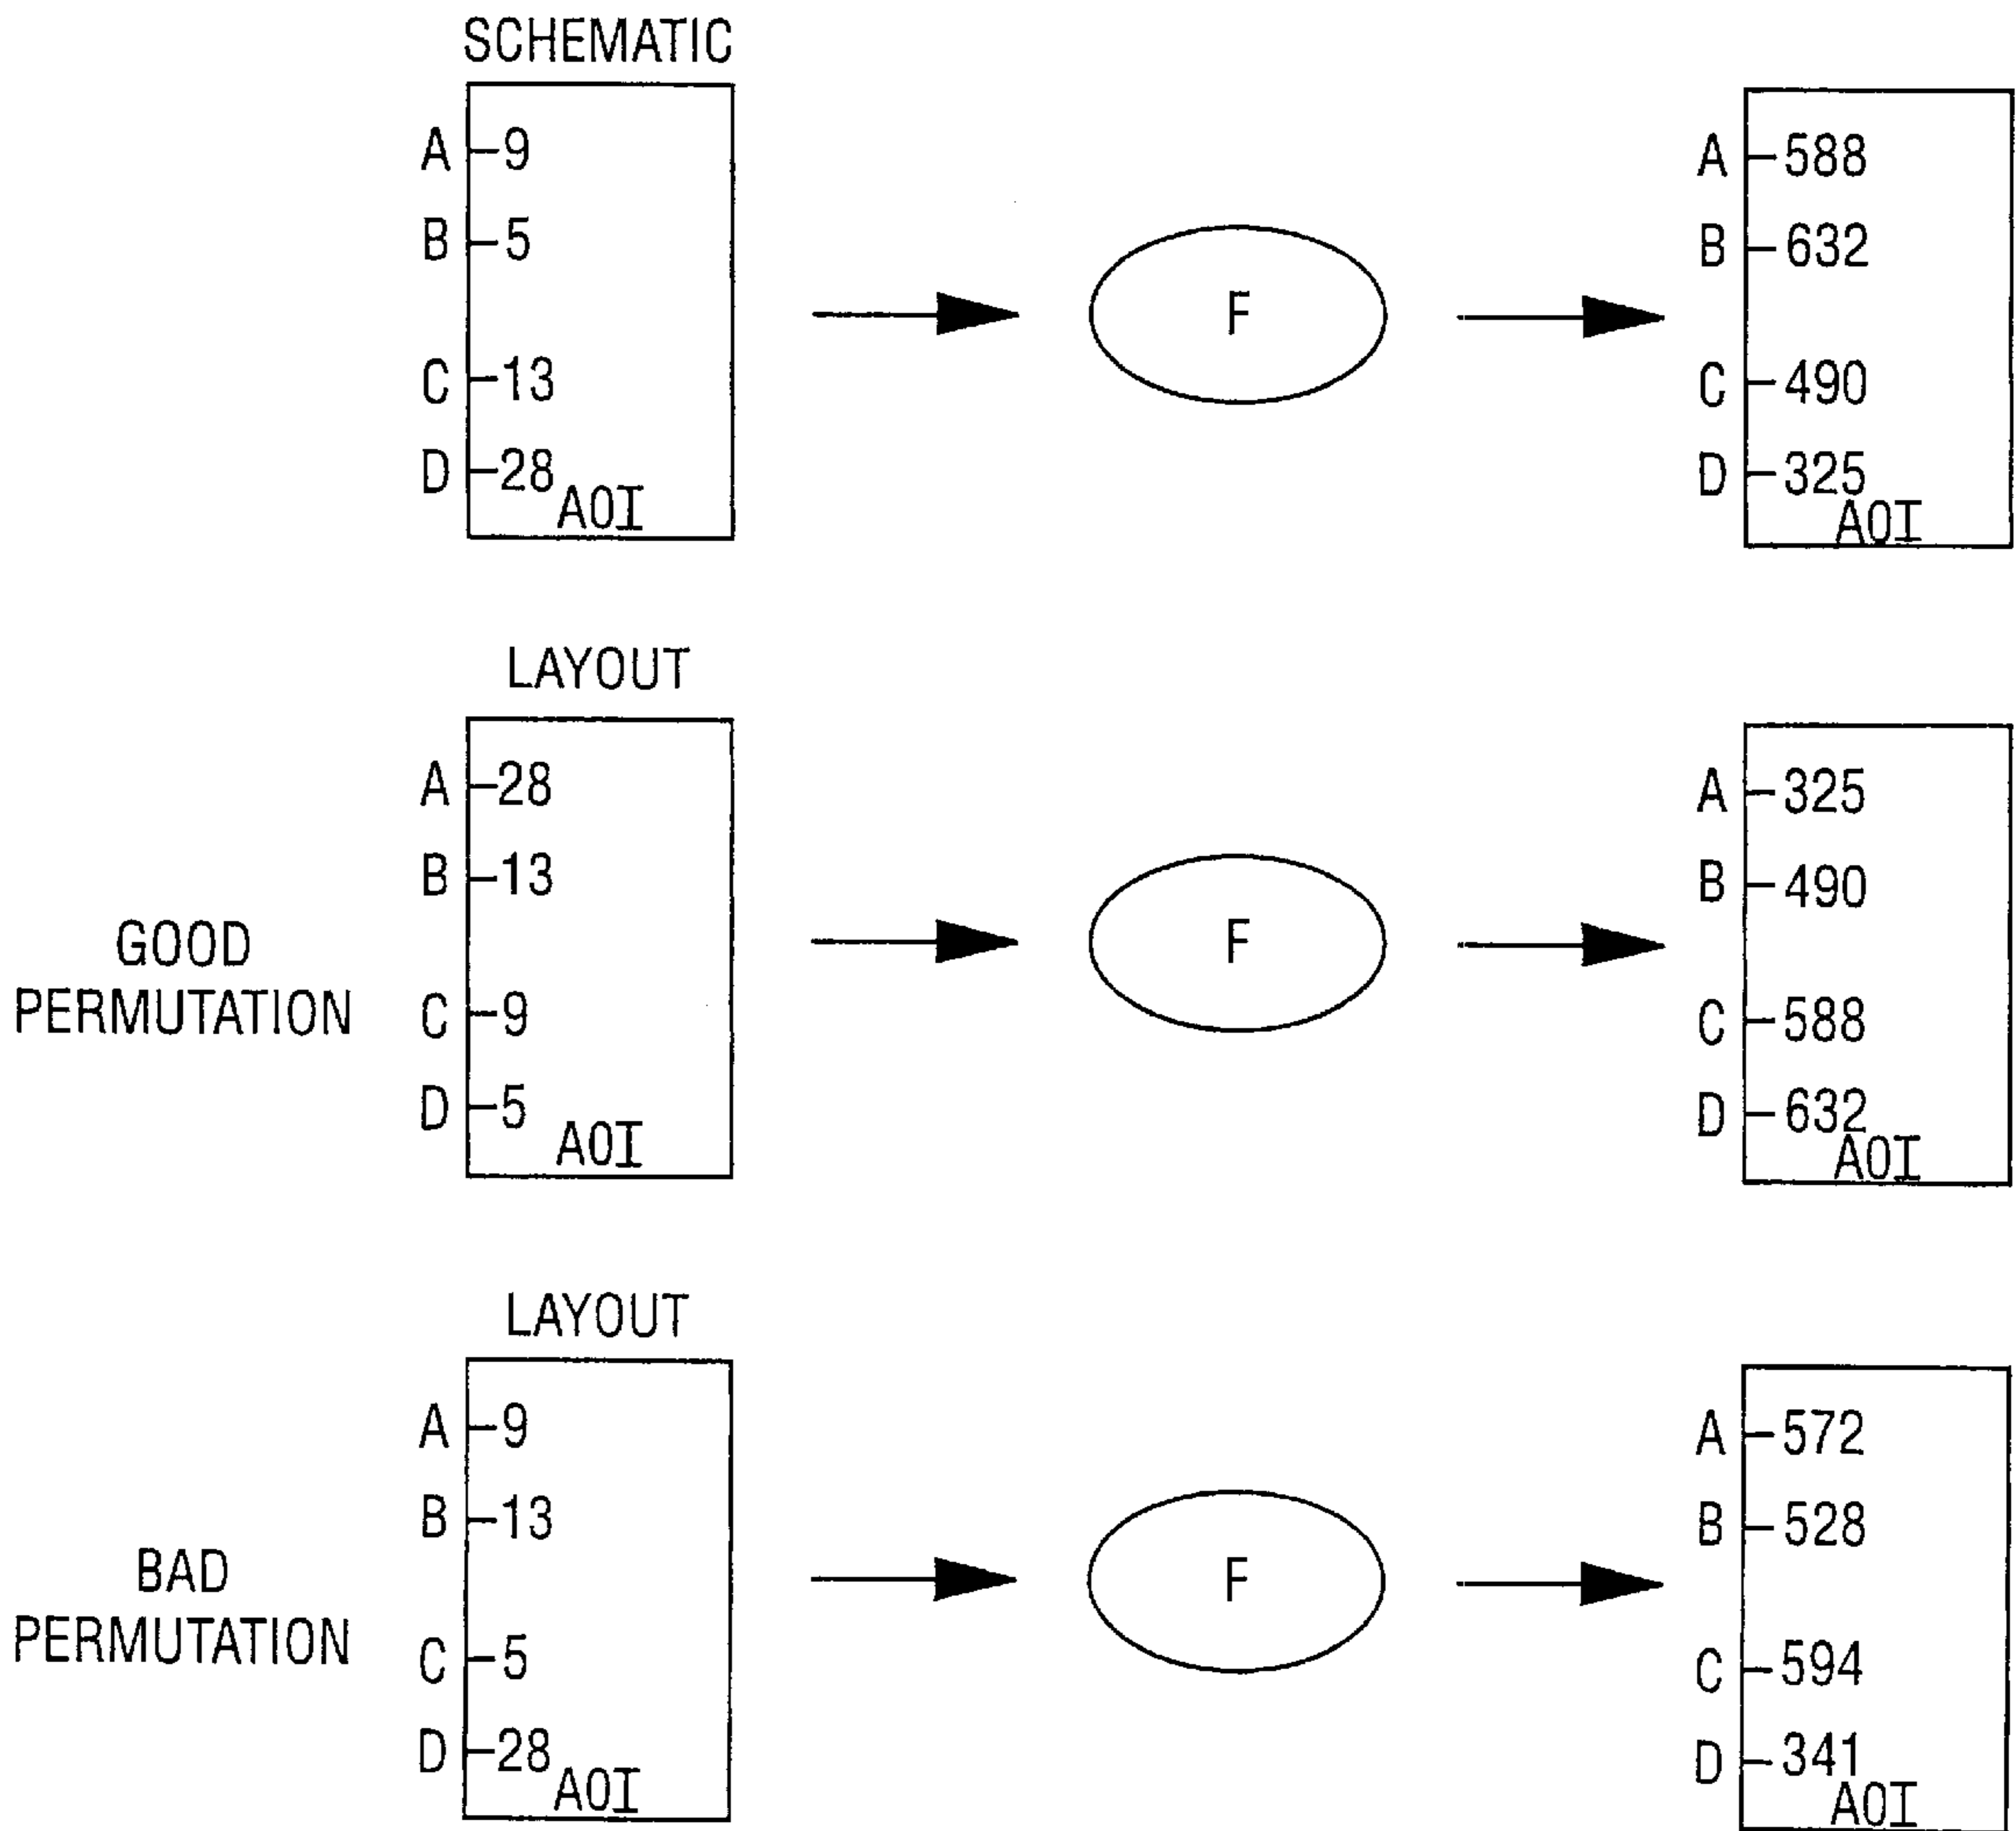 SCHEMATIC
A 9
B 5
C 13
D 28
AOI
F
A 588
B 632
C 490
D 325
AOI
GOOD
PERMUTATION
LAYOUT
A 28
B 13
C 9
D 5
AOI
F
A 325
B 490
C 588
D 632
AOI
BAD
PERMUTATION
LAYOUT
A 9
B 13
C 5
D 28
AOI
F
A 572
B 528
C 594
D 341
AOI